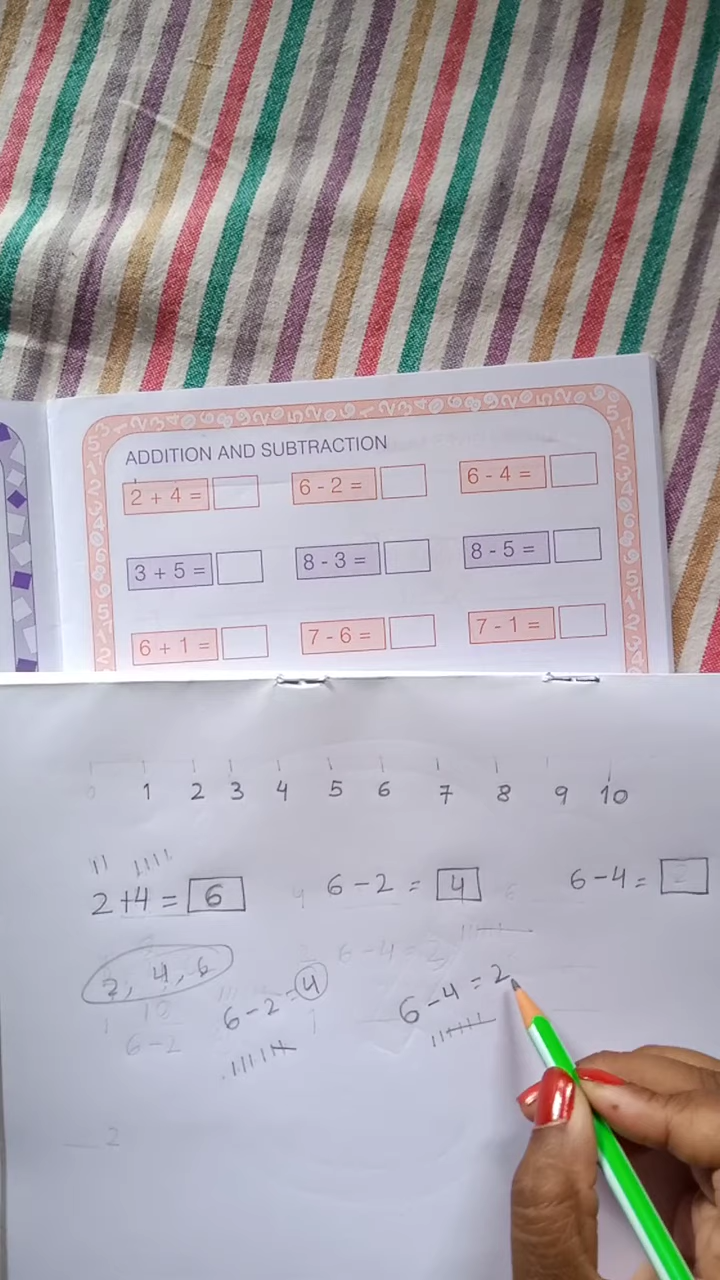 ADDITION AND SUBTRACTION
2 + 4 = 6 - 2 = 6 - 4 =
3 + 5 = 8 - 3 = 8 - 5 =
6 + 1 = 7 - 6 = 7 - 1 =
0 1 2 3 4 5 6 7 8 9 10
2 + 4 = 6 6 - 2 = 4 6 - 4 =
2, 4, 6 6 - 2 = 4 6 - 4 = 2